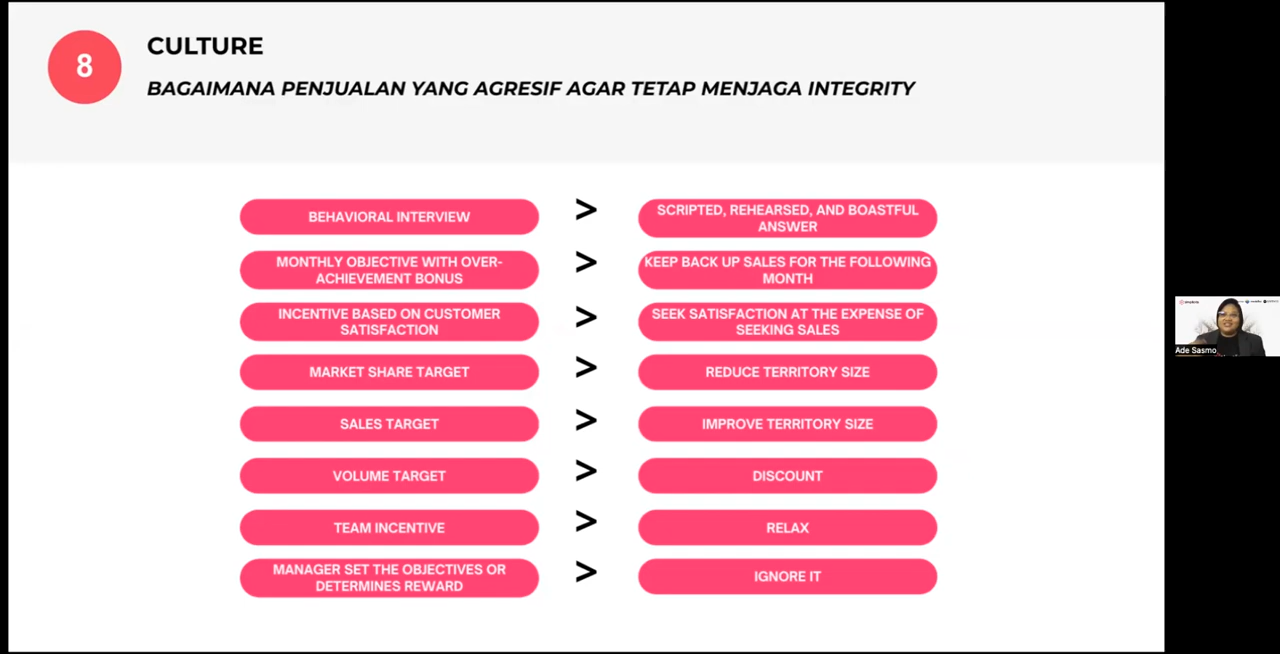 8
CULTURE
BAGAIMANA PENJUALAN YANG AGRESIF AGAR TETAP MENJAGA INTEGRITY
BEHAVIORAL INTERVIEW
>
SCRIPTED, REHEARSED, AND BOASTFUL
ANSWER
MONTHLY OBJECTIVE WITH OVER-
ACHIEVEMENT BONUS
>
KEEP BACK UP SALES FOR THE FOLLOWING
MONTH
INCENTIVE BASED ON CUSTOMER
SATISFACTION
>
SEEK SATISFACTION AT THE EXPENSE OF
SEEKING SALES
MARKET SHARE TARGET
>
REDUCE TERRITORY SIZE
SALES TARGET
>
IMPROVE TERRITORY SIZE
VOLUME TARGET
>
DISCOUNT
TEAM INCENTIVE
>
RELAX
MANAGER SET THE OBJECTIVES OR
DETERMINES REWARD
>
IGNORE IT
Ade Sasmo